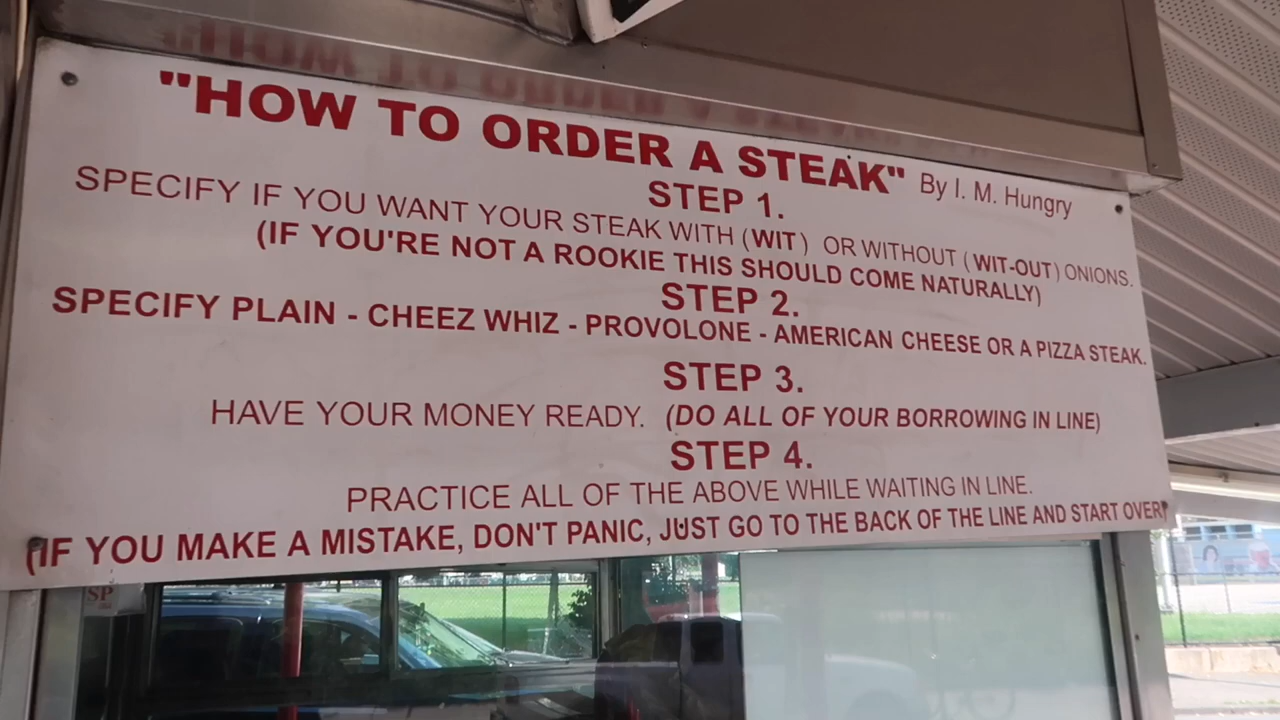 "HOW TO ORDER A STEAK" By I. M. Hungry
STEP 1.
SPECIFY IF YOU WANT YOUR STEAK WITH (WIT) OR WITHOUT (WIT-OUT) ONIONS.
(IF YOU'RE NOT A ROOKIE THIS SHOULD COME NATURALLY)
STEP 2.
SPECIFY PLAIN - CHEEZ WHIZ - PROVOLONE - AMERICAN CHEESE OR A PIZZA STEAK.
STEP 3.
HAVE YOUR MONEY READY. (DO ALL OF YOUR BORROWING IN LINE)
STEP 4.
PRACTICE ALL OF THE ABOVE WHILE WAITING IN LINE.
(IF YOU MAKE A MISTAKE, DON'T PANIC, JUST GO TO THE BACK OF THE LINE AND START OVER)
SP